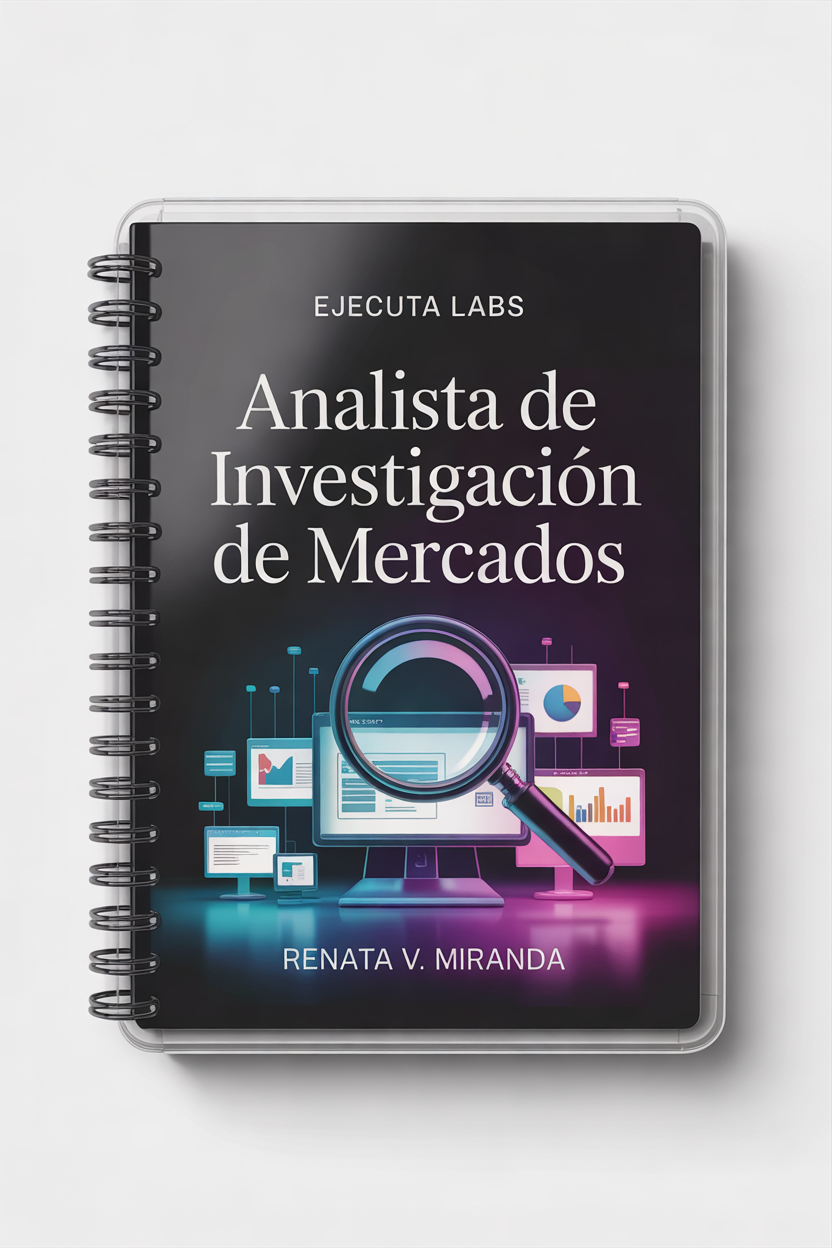 EJECUTA LABS
Analista de
Investigación
de Mercados
RENATA V. MIRANDA